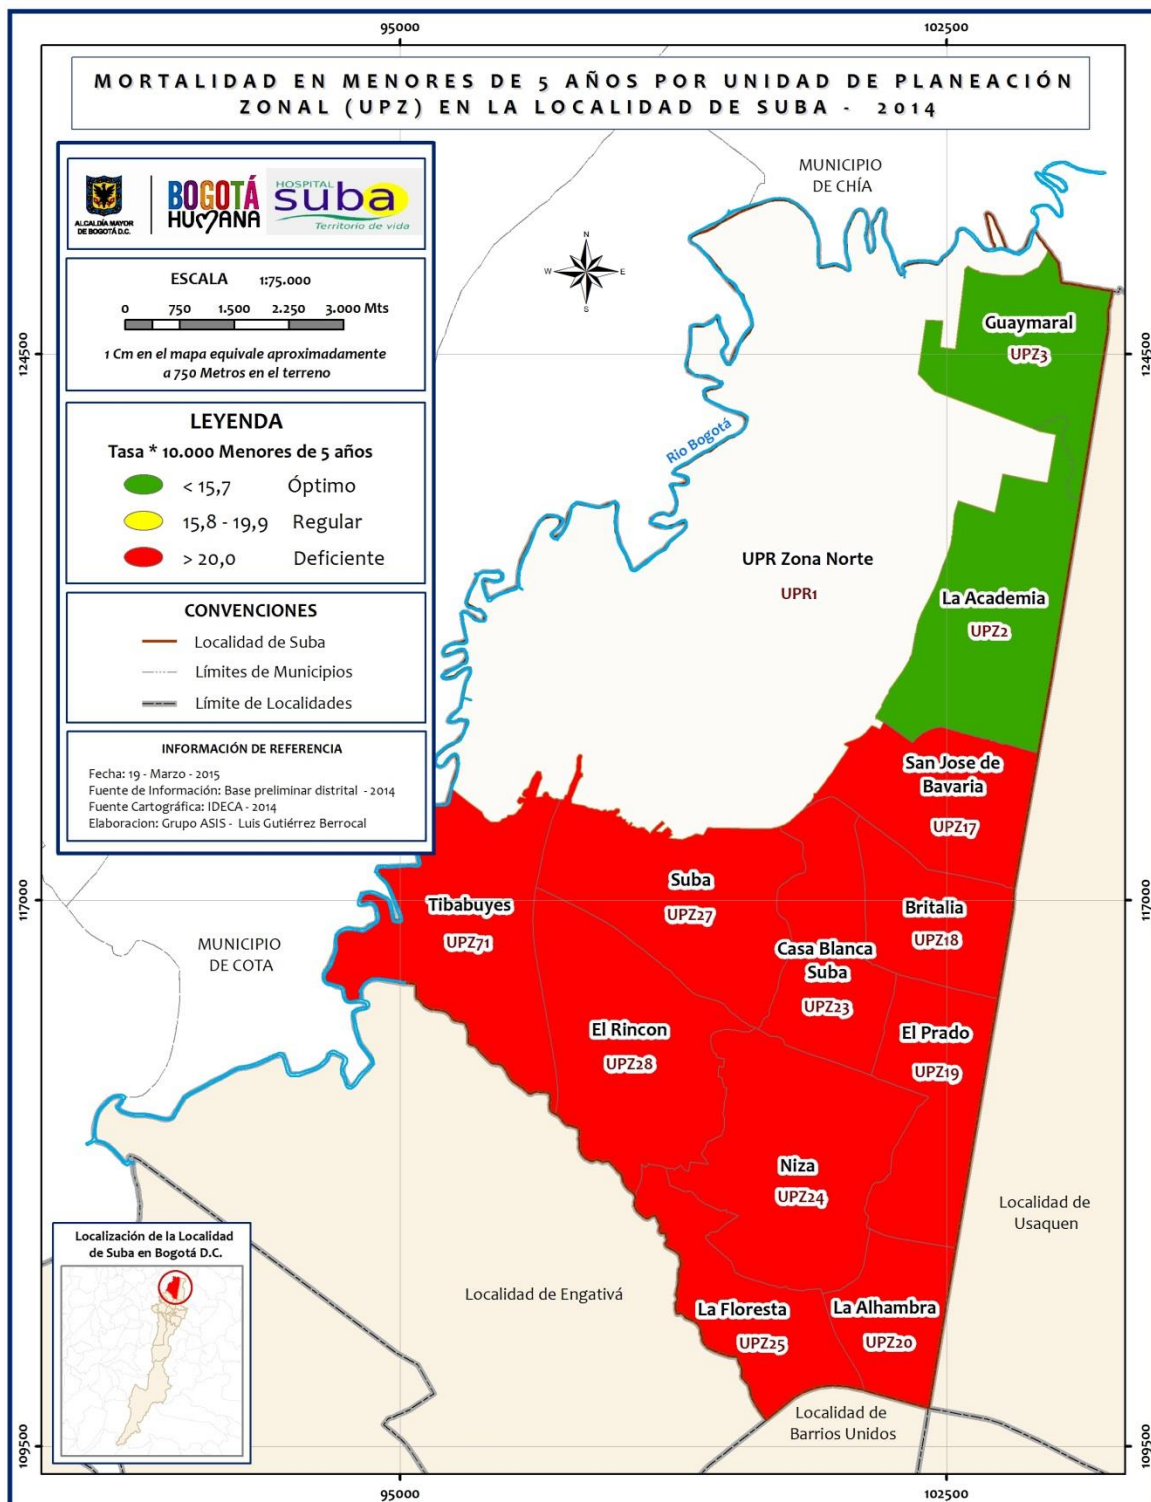 95000
102500
MORTALIDAD EN MENORES DE 5 AÑOS POR UNIDAD DE PLANEACIÓN
ZONAL (UPZ) EN LA LOCALIDAD DE SUBA - 2014
ALCALDÍA MAYOR
DE BOGOTÁ D.C.
BOGOTÁ
HUMANA
HOSPITAL
suba
Territorio de vida
ESCALA 1:75.000
0 750 1.500 2.250 3.000 Mts
1 Cm en el mapa equivale aproximadamente
a 750 Metros en el terreno
LEYENDA
Tasa * 10.000 Menores de 5 años
< 15,7 Óptimo
15,8 - 19,9 Regular
> 20,0 Deficiente
CONVENCIONES
Localidad de Suba
Límites de Municipios
Límite de Localidades
INFORMACIÓN DE REFERENCIA
Fecha: 19 - Marzo - 2015
Fuente de Información: Base preliminar distrital - 2014
Fuente Cartográfica: IDECA - 2014
Elaboracion: Grupo ASIS - Luis Gutiérrez Berrocal
N
W E
S
MUNICIPIO
DE CHÍA
124500
124500
Guaymaral
UPZ3
Rio Bogotá
UPR Zona Norte
UPR1
La Academia
UPZ2
San Jose de
Bavaria
UPZ17
117000
117000
Suba
UPZ27
Tibabuyes
UPZ71
Britalia
UPZ18
MUNICIPIO
DE COTA
Casa Blanca
Suba
UPZ23
El Rincon
UPZ28
El Prado
UPZ19
Niza
UPZ24
Localidad de
Usaquen
Localización de la Localidad
de Suba en Bogotá D.C.
Localidad de Engativá
La Floresta
UPZ25
La Alhambra
UPZ20
Localidad de
Barrios Unidos
109500
109500
95000
102500